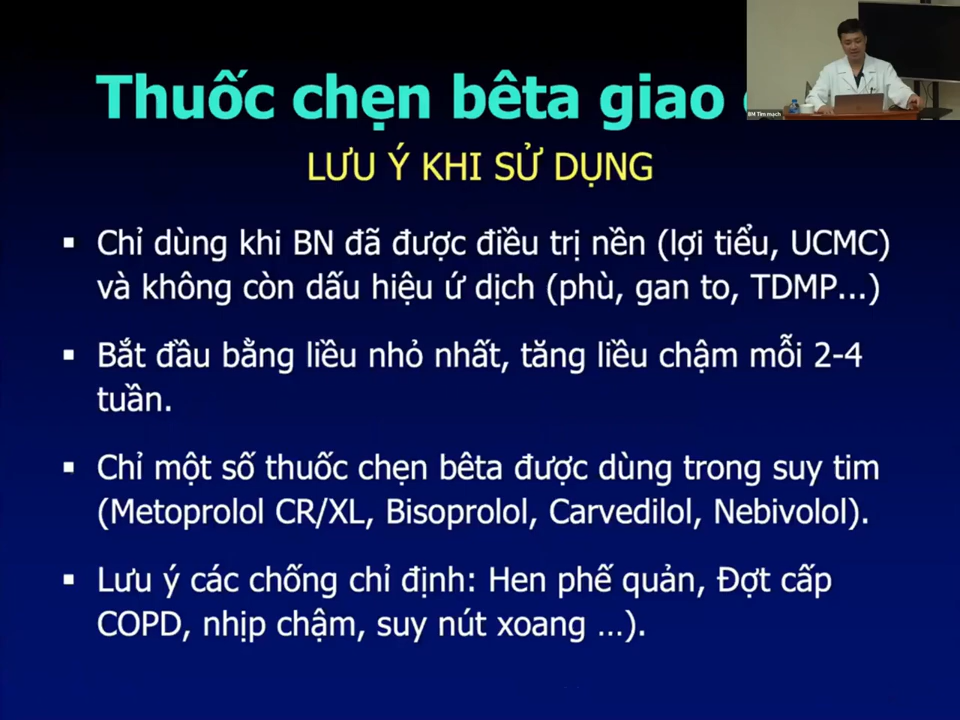 Thuốc chẹn bêta giao
BM Tim mạch
LƯU Ý KHI SỬ DỤNG
▪ Chỉ dùng khi BN đã được điều trị nền (lợi tiểu, UCMC)
và không còn dấu hiệu ứ dịch (phù, gan to, TDMP...)
▪ Bắt đầu bằng liều nhỏ nhất, tăng liều chậm mỗi 2-4
tuần.
▪ Chỉ một số thuốc chẹn bêta được dùng trong suy tim
(Metoprolol CR/XL, Bisoprolol, Carvedilol, Nebivolol).
▪ Lưu ý các chống chỉ định: Hen phế quản, Đợt cấp
COPD, nhịp chậm, suy nút xoang …).